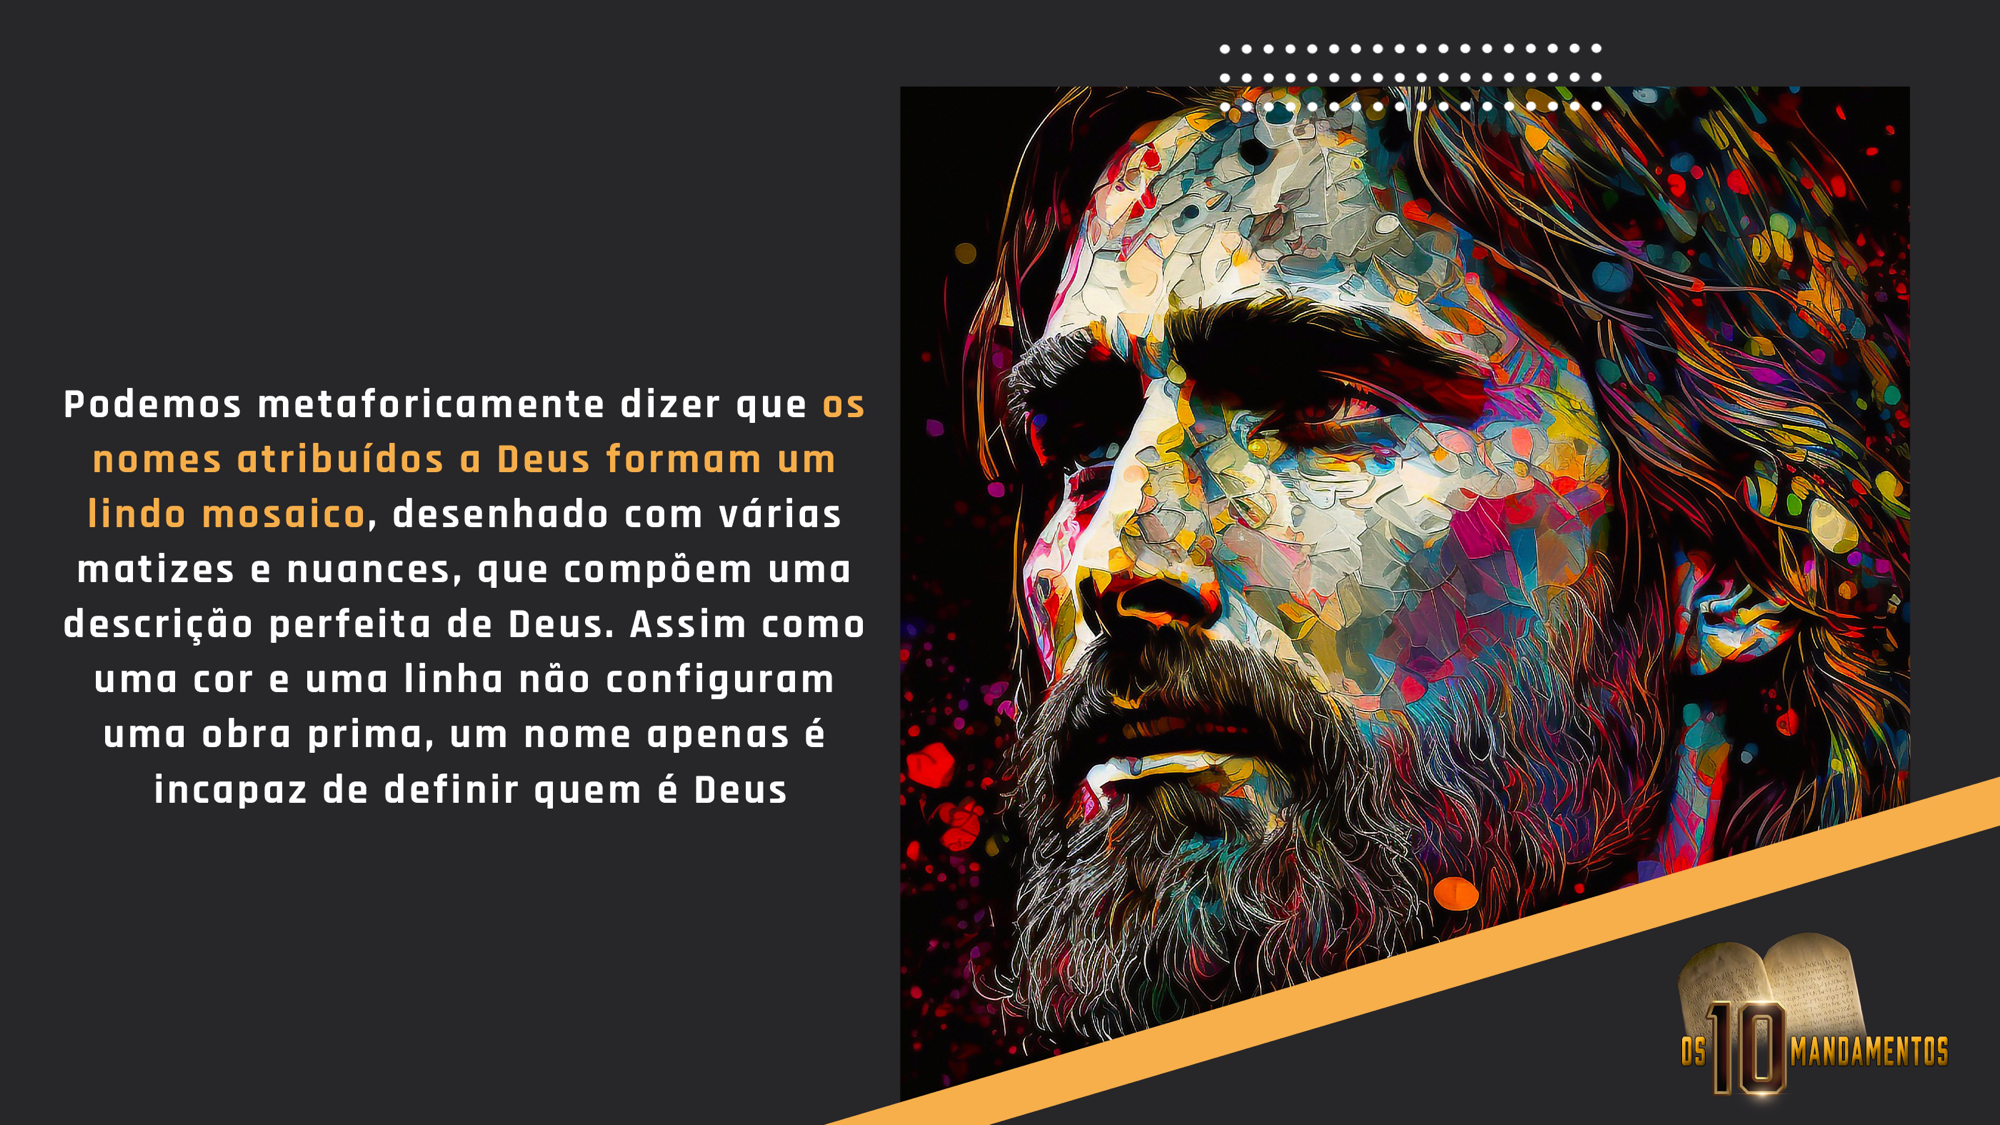 Podemos metaforicamente dizer que os
nomes atribuídos a Deus formam um
lindo mosaico, desenhado com várias
matizes e nuances, que compõem uma
descrição perfeita de Deus. Assim como
uma cor e uma linha não configuram
uma obra prima, um nome apenas é
incapaz de definir quem é Deus
OS 10 MANDAMENTOS